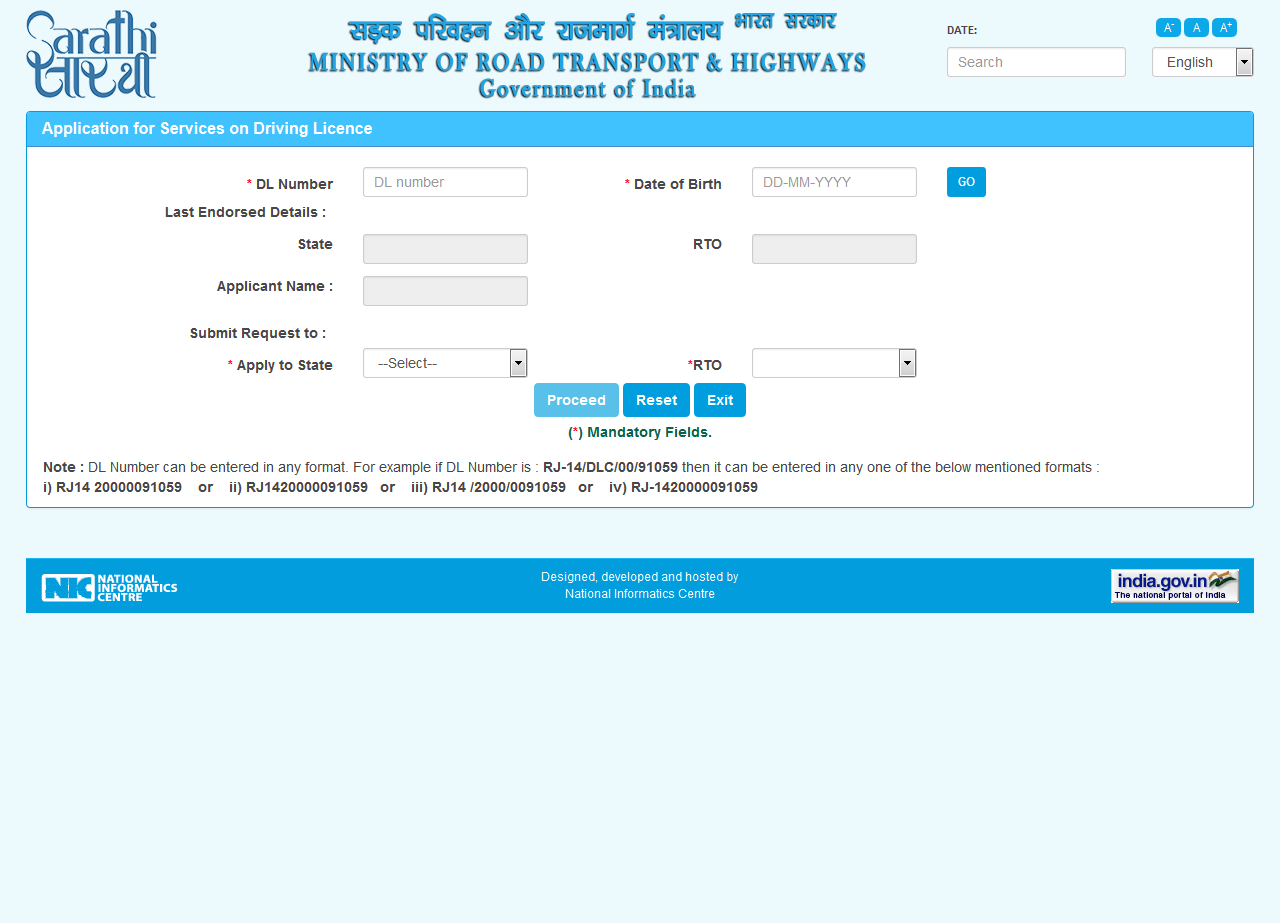 Sarathi
सारथी
सड़क परिवहन और राजमार्ग मंत्रालय भारत सरकार
MINISTRY OF ROAD TRANSPORT & HIGHWAYS
Government of India
DATE:
A- A A+
Search
English
Application for Services on Driving Licence
* DL Number DL number * Date of Birth DD-MM-YYYY GO
Last Endorsed Details :
State RTO
Applicant Name :
Submit Request to :
* Apply to State --Select-- *RTO
Proceed Reset Exit
(*) Mandatory Fields.
Note : DL Number can be entered in any format. For example if DL Number is : RJ-14/DLC/00/91059 then it can be entered in any one of the below mentioned formats :
i) RJ14 20000091059 or ii) RJ1420000091059 or iii) RJ14 /2000/0091059 or iv) RJ-1420000091059
NIC NATIONAL
INFORMATICS
CENTRE
Designed, developed and hosted by
National Informatics Centre
india.gov.in
The national portal of India